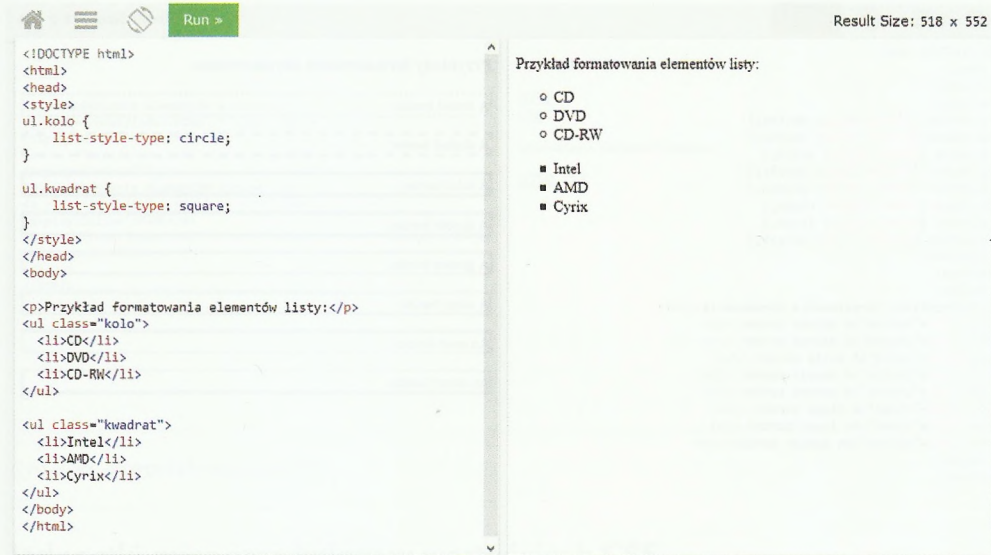 Run »
Result Size: 518 x 552
<!DOCTYPE html>
<html>
<head>
<style>
ul.kolo {
    list-style-type: circle;
}

ul.kwadrat {
    list-style-type: square;
}
</style>
</head>
<body>

<p>Przykład formatowania elementów listy:</p>
<ul class="kolo">
  <li>CD</li>
  <li>DVD</li>
  <li>CD-RW</li>
</ul>

<ul class="kwadrat">
  <li>Intel</li>
  <li>AMD</li>
  <li>Cyrix</li>
</ul>
</body>
</html>
Przykład formatowania elementów listy:
CD
DVD
CD-RW
Intel
AMD
Cyrix